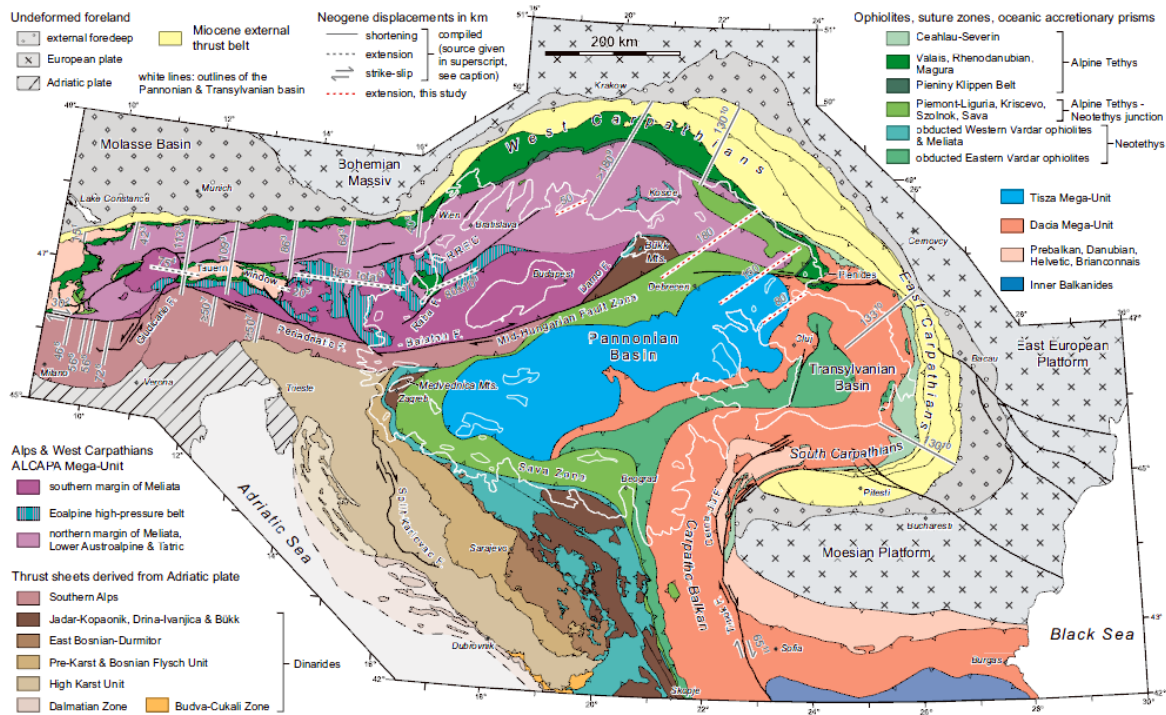 Undeformed foreland
external foredeep
European plate
Adriatic plate
Miocene external
thrust belt
white lines: outlines of the
Pannonian & Transylvanian basin
Neogene displacements in km
shortening
extension
strike-slip
compiled
(source given
in superscript,
see caption)
extension, this study
200 km
Ophiolites, suture zones, oceanic accretionary prisms
Ceahlau-Severin
Valais, Rhenodanubian,
Magura
Pieniny Klippen Belt
Alpine Tethys
Piemont-Liguria, Kriscevo,
Szolnok, Sava
Alpine Tethys -
Neotethys junction
obducted Western Vardar ophiolites
& Meliata
obducted Eastern Vardar ophiolites
Neotethys
Tisza Mega-Unit
Dacia Mega-Unit
Prebalkan, Danubian,
Helvetic, Brianconnais
Inner Balkanides
Molasse Basin
Bohemian
Massiv
Munich
Lake Constance
Krakow
West Carpathians
Kosice
Wien
Bratislava
Cernovcy
Tauern
window
Budapest
Bükk
Mts.
Debrecen
Pienides
East Carpathians
Periadriatic F.
Balaton F.
Mid-Hungarian Fault Zone
Pannonian
Basin
Cluj
Transylvanian
Basin
Bacau
East European
Platform
Milano
Verona
Trieste
Medvednica Mts.
Zagreb
Sava Zone
Beograd
South Carpathians
Pitesti
Bucharest
Moesian Platform
Carpatho-Balkan
Cerna F.
Timok F.
Adriatic Sea
Split-Karlovac F.
Sarajevo
Dubrovnik
Skopje
Sofia
Burgas
Black Sea
Alps & West Carpathians
ALCAPA Mega-Unit
southern margin of Meliata
Eoalpine high-pressure belt
northern margin of Meliata,
Lower Austroalpine & Tatric
Thrust sheets derived from Adriatic plate
Southern Alps
Jadar-Kopaonik, Drina-Ivanjica & Bükk
East Bosnian-Durmitor
Pre-Karst & Bosnian Flysch Unit
High Karst Unit
Dalmatian Zone
Budva-Cukali Zone
Dinarides